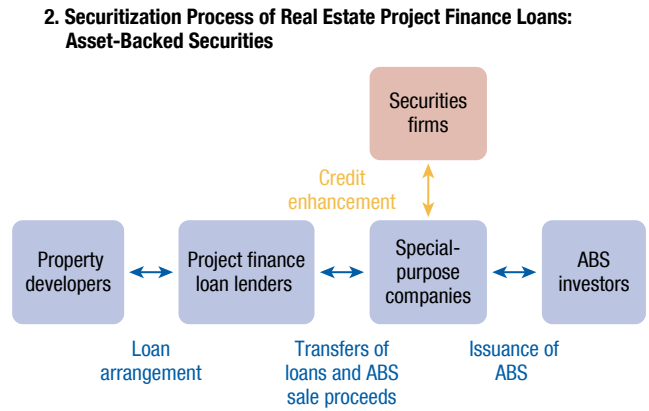 2. Securitization Process of Real Estate Project Finance Loans:
Asset-Backed Securities
Securities
firms
Credit
enhancement
Property
developers
Project finance
loan lenders
Special-
purpose
companies
ABS
investors
Loan
arrangement
Transfers of
loans and ABS
sale proceeds
Issuance of
ABS